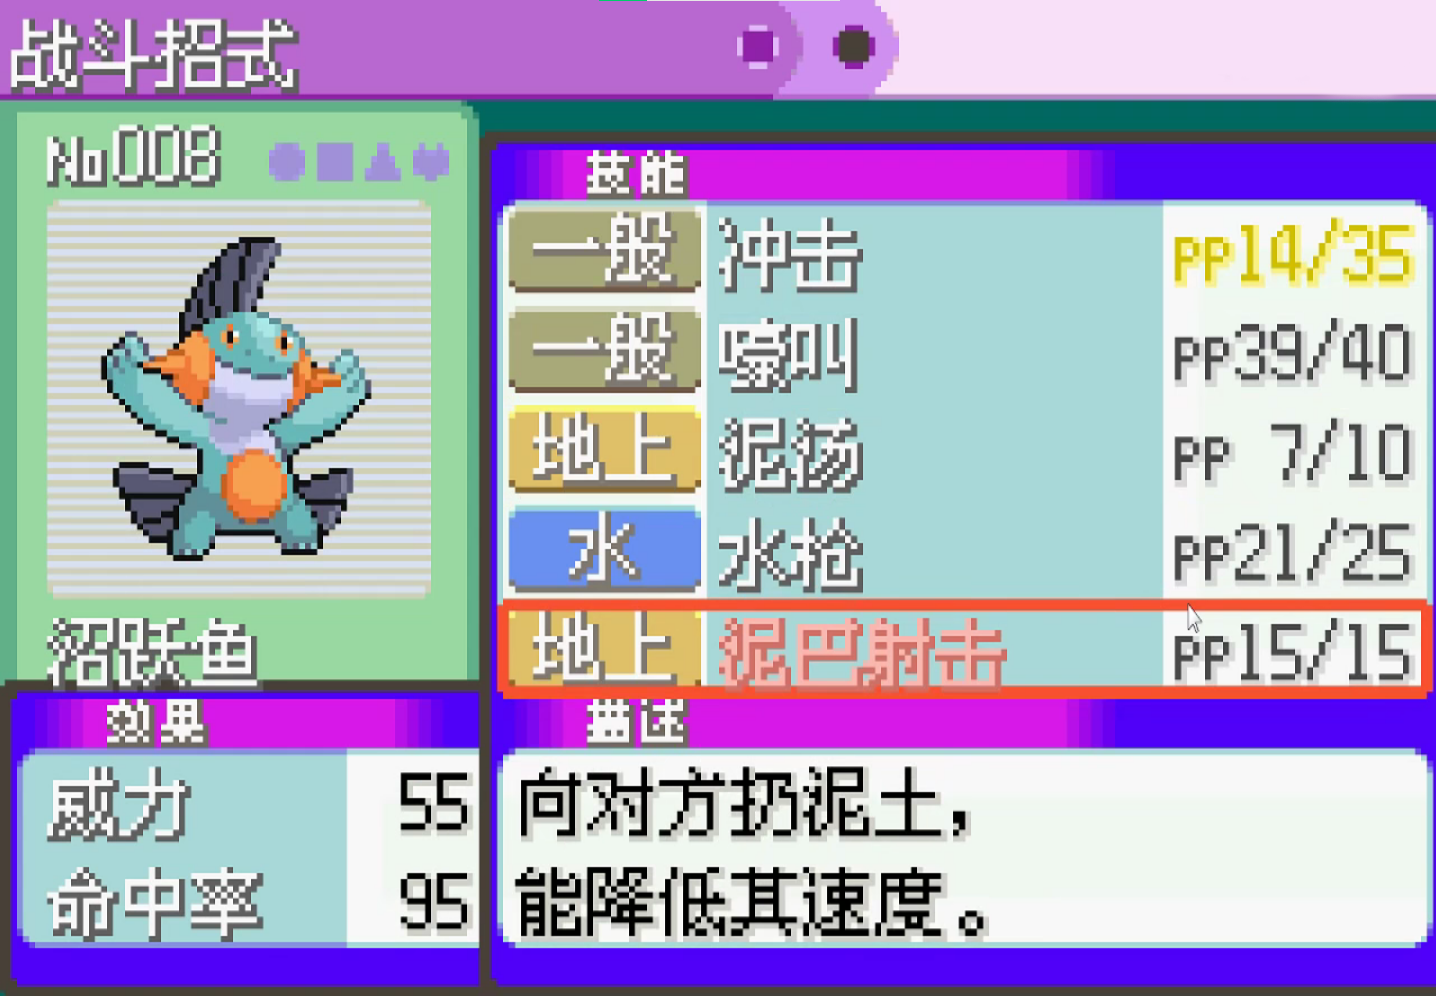 战斗招式
No008
技能
一般 冲击 PP14/35
一般 嚎叫 PP39/40
地上 泥汤 PP 7/10
水 水枪 PP21/25
地上 泥巴射击 PP15/15
沼跃鱼
效果
威力 55
命中率 95
描述
向对方扔泥土，
能降低其速度。